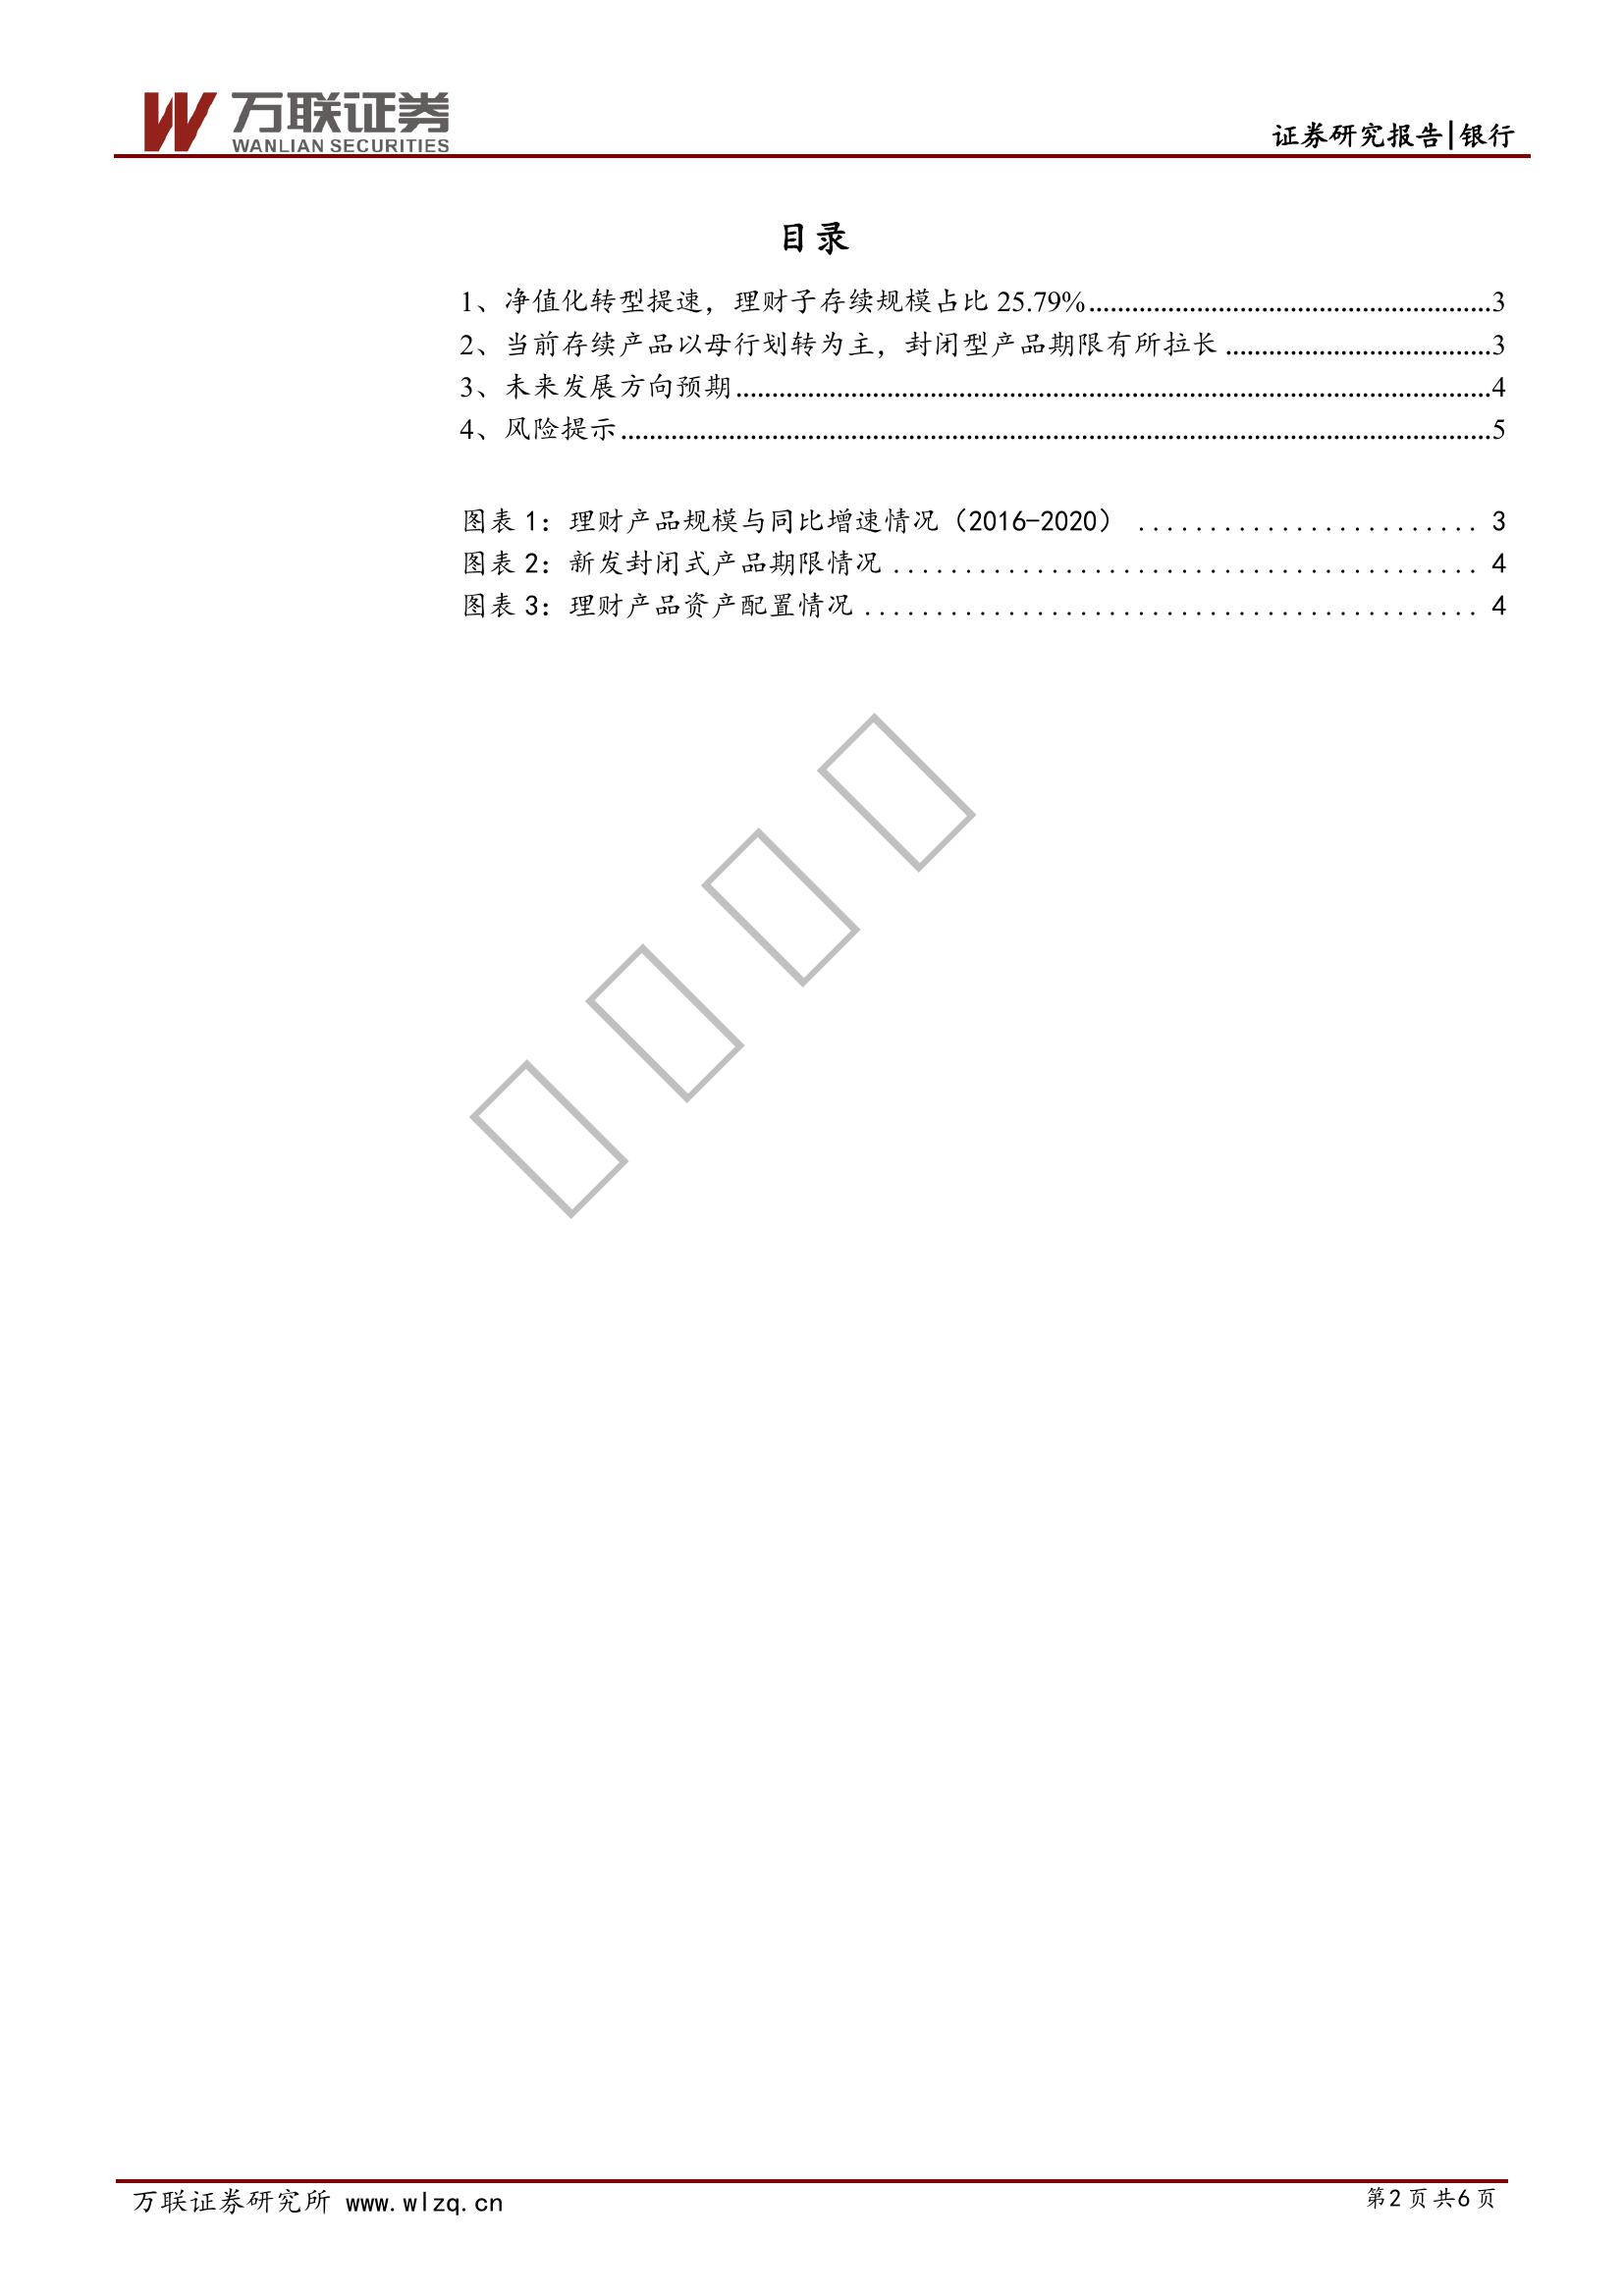 万联证券
WANLIAN SECURITIES
证券研究报告|银行
目录
1、净值化转型提速，理财子存续规模占比 25.79%........................................................3
2、当前存续产品以母行划转为主，封闭型产品期限有所拉长.....................................3
3、未来发展方向预期.........................................................................................................4
4、风险提示.........................................................................................................................5
图表 1：理财产品规模与同比增速情况（2016-2020） ........................ 3
图表 2：新发封闭式产品期限情况 ......................................... 4
图表 3：理财产品资产配置情况 ........................................... 4
万联证券研究所 www.wlzq.cn
第2页共6页